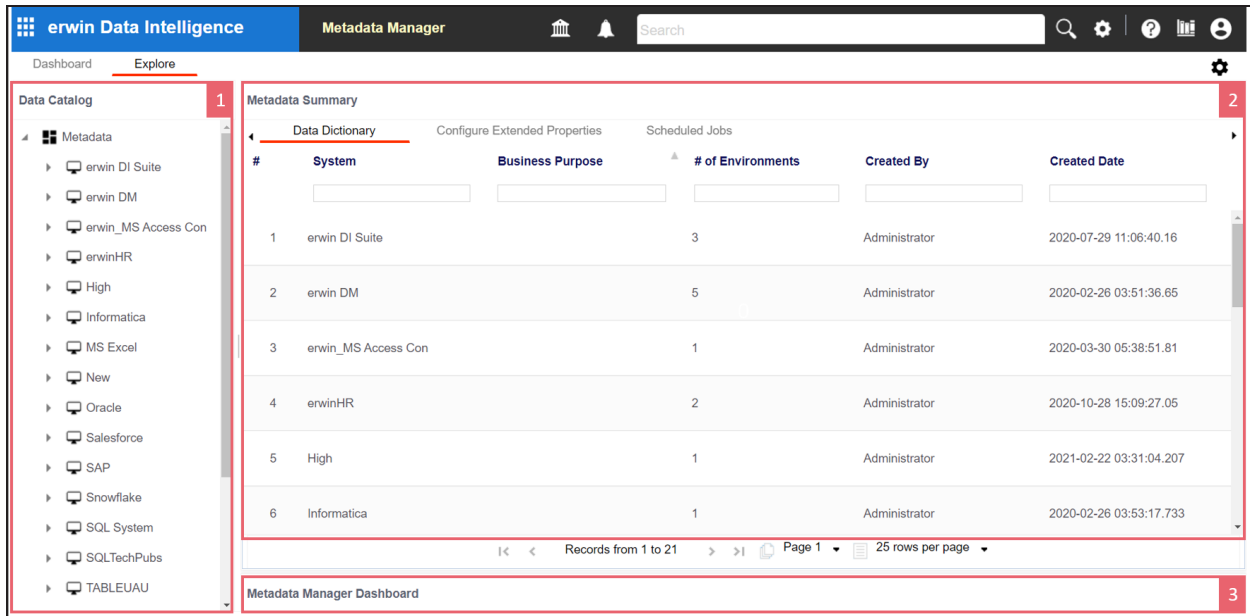 erwin Data Intelligence
Metadata Manager
Search
Dashboard
Explore
Data Catalog
1
Metadata
erwin DI Suite
erwin DM
erwin_MS Access Con
erwinHR
High
Informatica
MS Excel
New
Oracle
Salesforce
SAP
Snowflake
SQL System
SQLTechPubs
TABLEUAU
Metadata Summary
2
Data Dictionary Configure Extended Properties Scheduled Jobs
# System Business Purpose # of Environments Created By Created Date
1 erwin DI Suite 3 Administrator 2020-07-29 11:06:40.16
2 erwin DM 5 Administrator 2020-02-26 03:51:36.65
3 erwin_MS Access Con 1 Administrator 2020-03-30 05:38:51.81
4 erwinHR 2 Administrator 2020-10-28 15:09:27.05
5 High 1 Administrator 2021-02-22 03:31:04.207
6 Informatica 1 Administrator 2020-02-26 03:53:17.733
Records from 1 to 21 Page 1 25 rows per page
Metadata Manager Dashboard
3